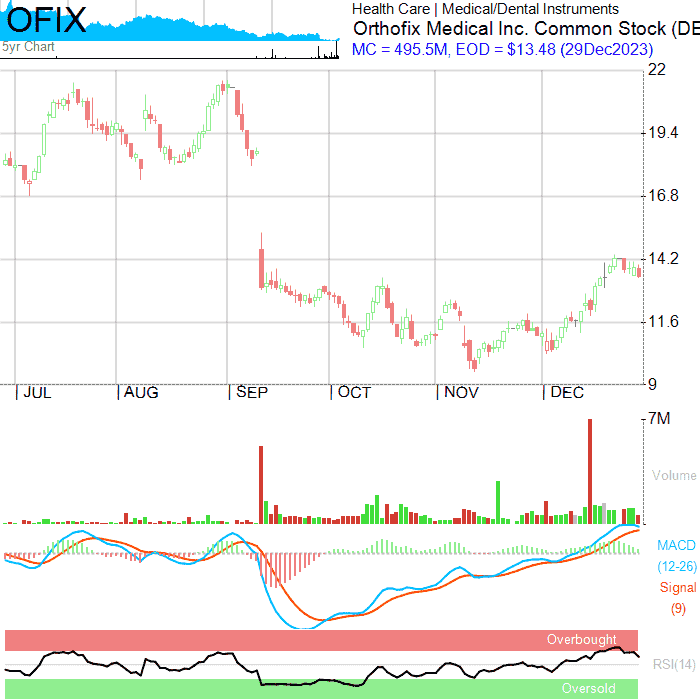 OFIX
5yr Chart
Health Care | Medical/Dental Instruments
Orthofix Medical Inc. Common Stock (DE
MC = 495.5M, EOD = $13.48 (29Dec2023)
22
19.4
16.8
14.2
11.6
9
JUL AUG SEP OCT NOV DEC
7M
Volume
MACD
(12-26)
Signal
(9)
Overbought
RSI(14)
Oversold